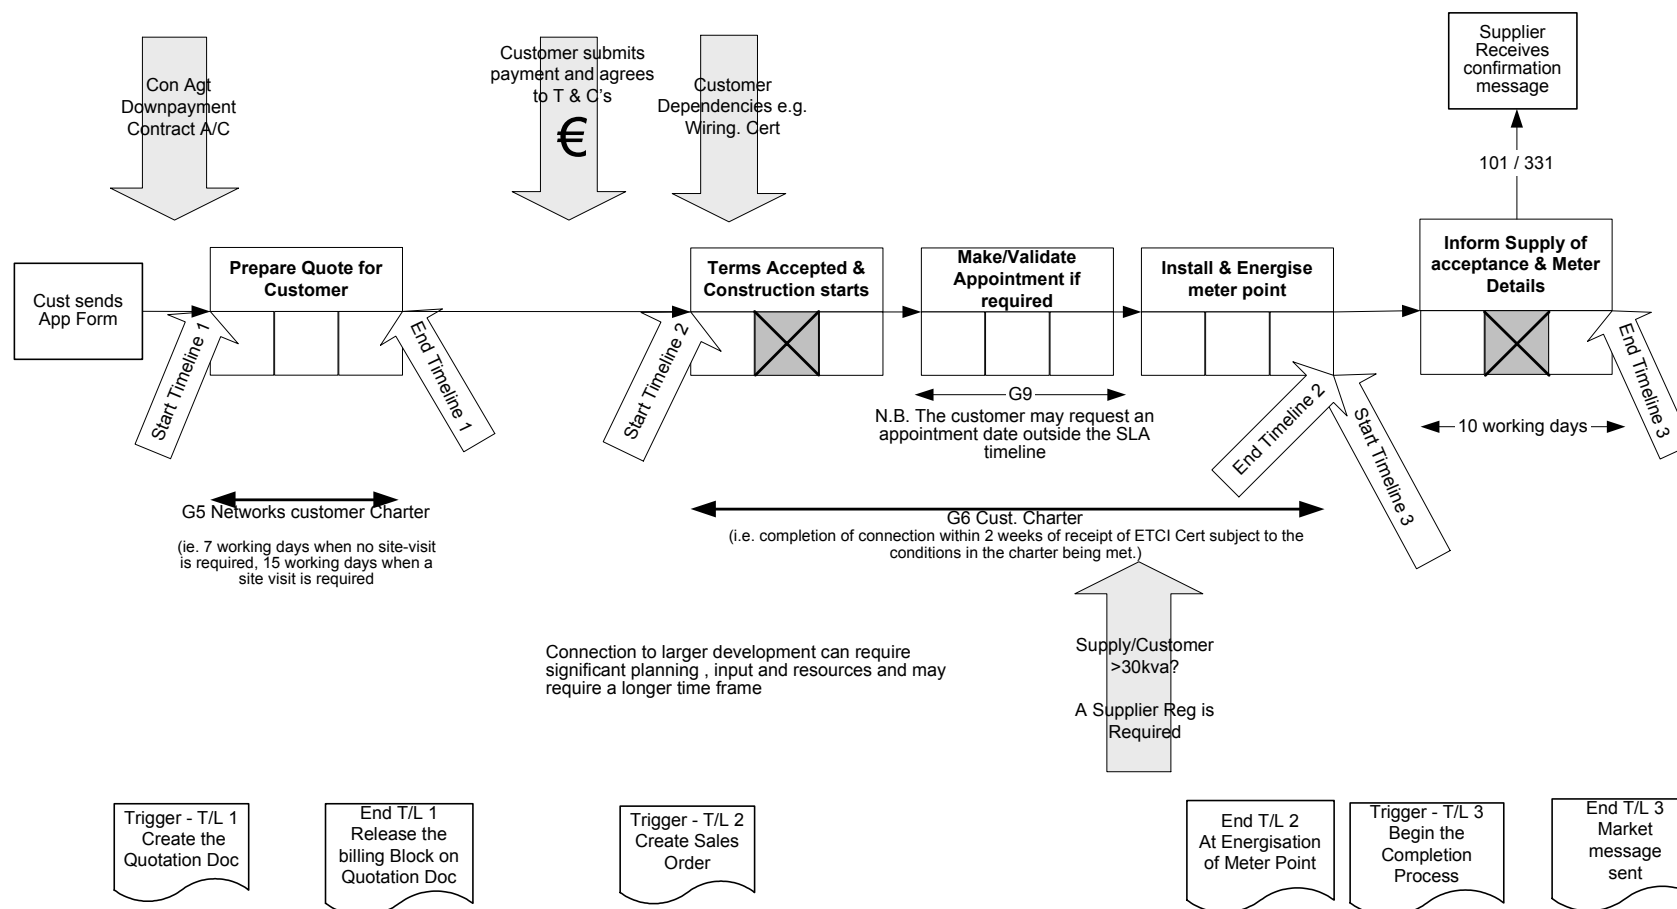 Con Agt
Downpayment
Contract A/C
Customer submits
payment and agrees
to T & C's
€
Customer
Dependencies e.g.
Wiring. Cert
Supplier
Receives
confirmation
message
101 / 331
Cust sends
App Form
Prepare Quote for
Customer
Terms Accepted &
Construction starts
Make/Validate
Appointment if
required
Install & Energise
meter point
Inform Supply of
acceptance & Meter
Details
Start Timeline 1
End Timeline 1
Start Timeline 2
G9
N.B. The customer may request an
appointment date outside the SLA
timeline
End Timeline 2
Start Timeline 3
10 working days
End Timeline 3
G5 Networks customer Charter
(ie. 7 working days when no site-visit
is required, 15 working days when a
site visit is required
G6 Cust. Charter
(i.e. completion of connection within 2 weeks of receipt of ETCI Cert subject to the
conditions in the charter being met.)
Connection to larger development can require
significant planning , input and resources and may
require a longer time frame
Supply/Customer
>30kva?
A Supplier Reg is
Required
Trigger - T/L 1
Create the
Quotation Doc
End T/L 1
Release the
billing Block on
Quotation Doc
Trigger - T/L 2
Create Sales
Order
End T/L 2
At Energisation
of Meter Point
Trigger - T/L 3
Begin the
Completion
Process
End T/L 3
Market
message
sent